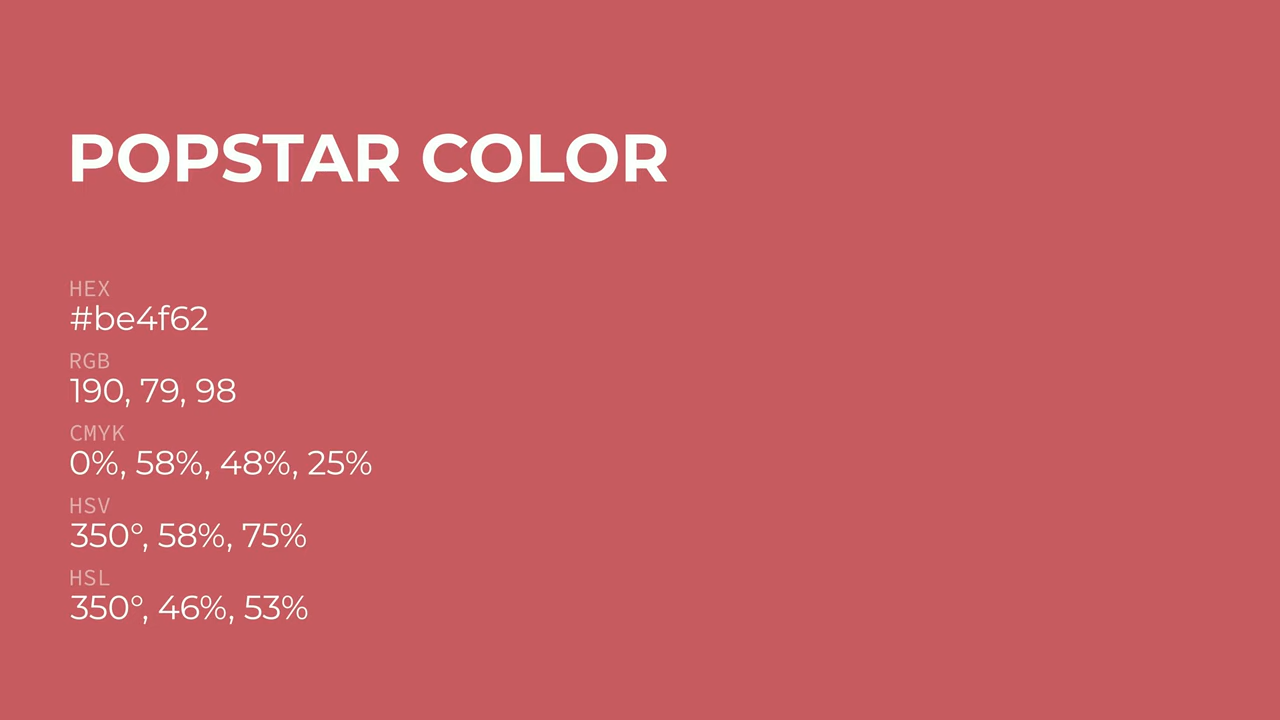 POPSTAR COLOR
HEX
#be4f62
RGB
190, 79, 98
CMYK
0%, 58%, 48%, 25%
HSV
350°, 58%, 75%
HSL
350°, 46%, 53%